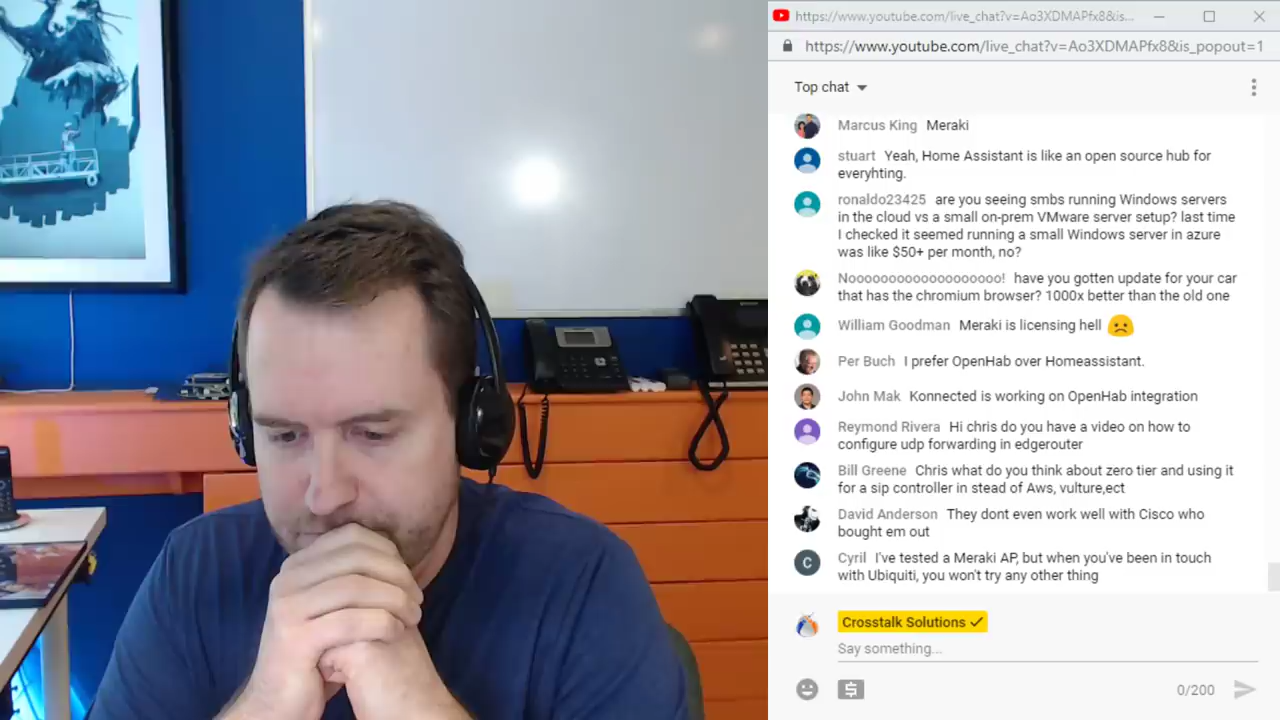 https://www.youtube.com/live_chat?v=Ao3XDMAPfx8&is...
https://www.youtube.com/live_chat?v=Ao3XDMAPfx8&is_popout=1
Top chat
Marcus King Meraki
stuart Yeah, Home Assistant is like an open source hub for
everyhting.
ronaldo23425 are you seeing smbs running Windows servers
in the cloud vs a small on-prem VMware server setup? last time
I checked it seemed running a small Windows server in azure
was like $50+ per month, no?
Noooooooooooooooooo! have you gotten update for your car
that has the chromium browser? 1000x better than the old one
William Goodman Meraki is licensing hell
Per Buch I prefer OpenHab over Homeassistant.
John Mak Konnected is working on OpenHab integration
Reymond Rivera Hi chris do you have a video on how to
configure udp forwarding in edgerouter
Bill Greene Chris what do you think about zero tier and using it
for a sip controller in stead of Aws, vulture,ect
David Anderson They dont even work well with Cisco who
bought em out
C
Cyril I've tested a Meraki AP, but when you've been in touch
with Ubiquiti, you won't try any other thing
Crosstalk Solutions
Say something...
0/200